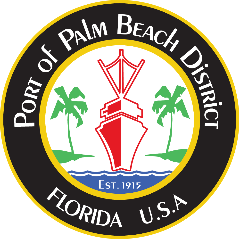 PORT OF PALM BEACH DISTRICT
EST. 1915
FLORIDA U.S.A